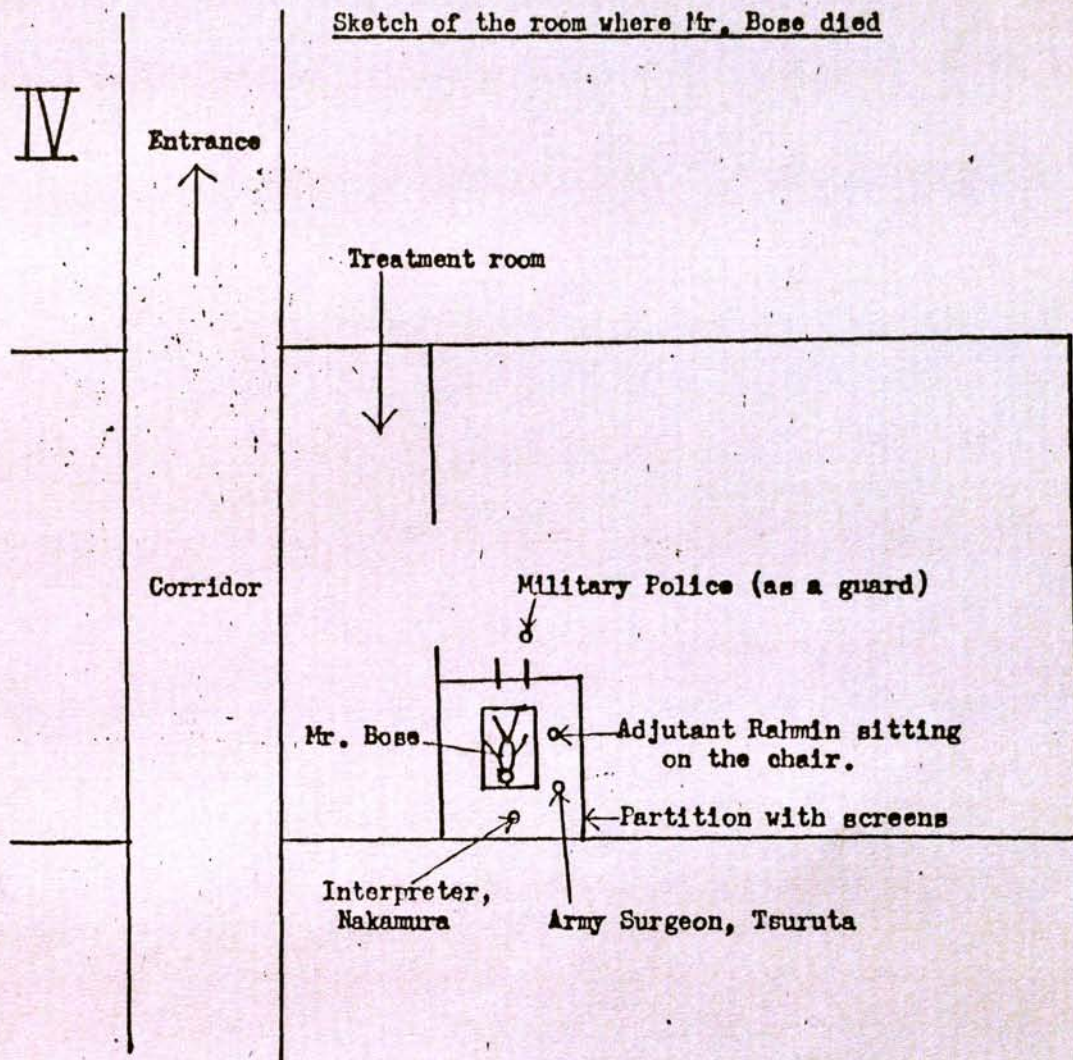 Sketch of the room where Mr. Bose died
IV
Entrance
Treatment room
Corridor
Military Police (as a guard)
Mr. Bose
Adjutant Rahmin sitting
on the chair.
Partition with screens
Interpreter,
Nakamura
Army Surgeon, Tsuruta